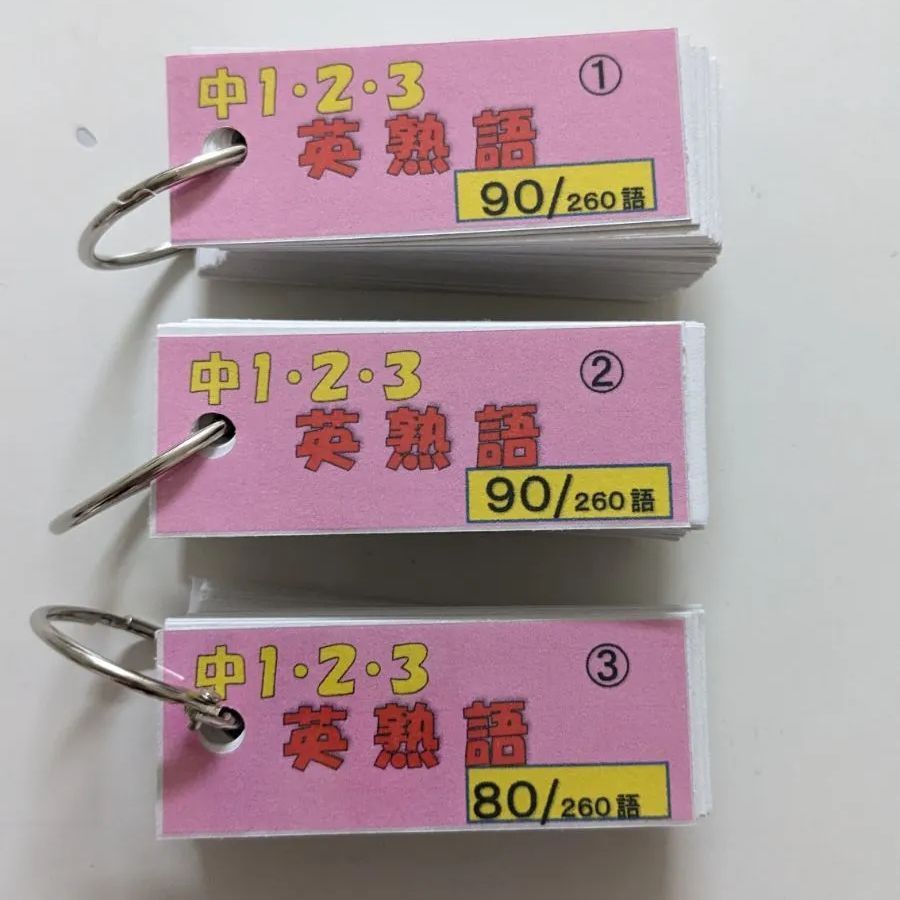 中1・2・3 ①
英熟語
90/260語
中1・2・3 ②
英熟語
90/260語
中1・2・3 ③
英熟語
80/260語